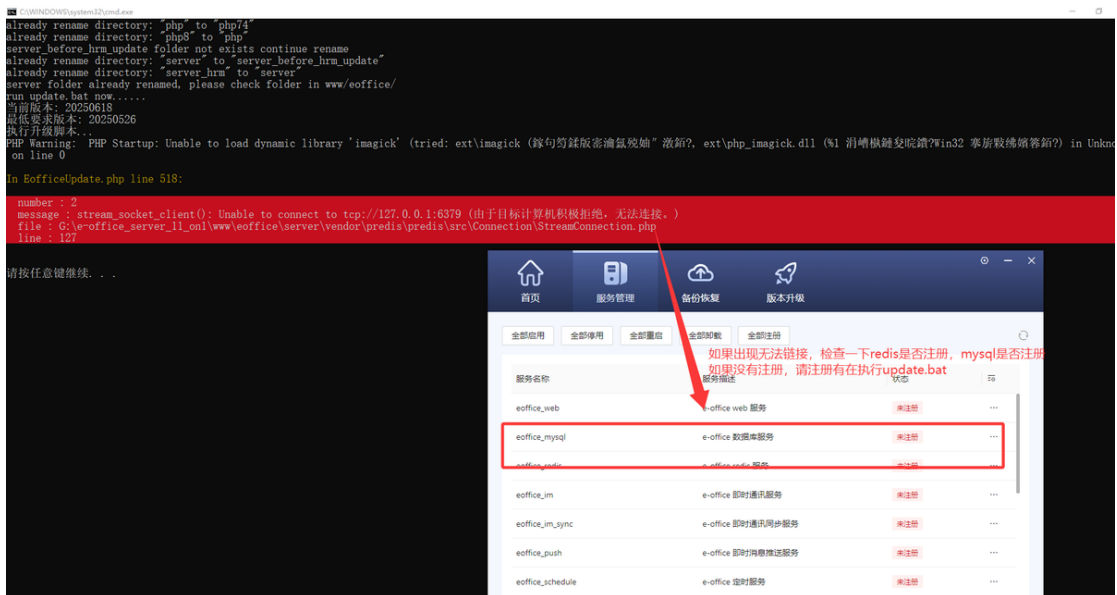 C:\WINDOWS\system32\cmd.exe
already rename directory: "php" to "php74"
already rename directory: "php8" to "php"
server_before_hrm_update folder not exists continue rename
already rename directory: "server" to "server_before_hrm_update"
already rename directory: "server_hrm" to "server"
server folder already renamed, please check folder in www/eoffice/
run update.bat now......
当前版本: 20250618
最低要求版本: 20250526
执行升级脚本...
PHP Warning:  PHP Startup: Unable to load dynamic library 'imagick' (tried: ext\imagick ( ext\php_imagick.dll (%1 Win32 in Unkno
on line 0
In EofficeUpdate.php line 518:
number : 2
message : stream_socket_client(): Unable to connect to tcp://127.0.0.1:6379 (由于目标计算机积极拒绝，无法连接。)
file : G:\e-office_server_11_onl\www\eoffice\server\vendor\predis\predis\src\Connection\StreamConnection.php
line : 127
请按任意键继续. . .
首页 服务管理 备份恢复 版本升级
全部启用 全部停用 全部重启 全部卸载 全部注册
如果出现无法链接，检查一下redis是否注册，mysql是否注册
如果没有注册，请注册有在执行update.bat
服务名称 服务描述 状态
eoffice_web e-office web 服务 未注册
eoffice_mysql e-office 数据库服务 未注册
eoffice_redis e-office redis 服务 未注册
eoffice_im e-office 即时通讯服务 未注册
eoffice_im_sync e-office 即时通讯同步服务 未注册
eoffice_push e-office 即时消息推送服务 未注册
eoffice_schedule e-office 定时服务 未注册